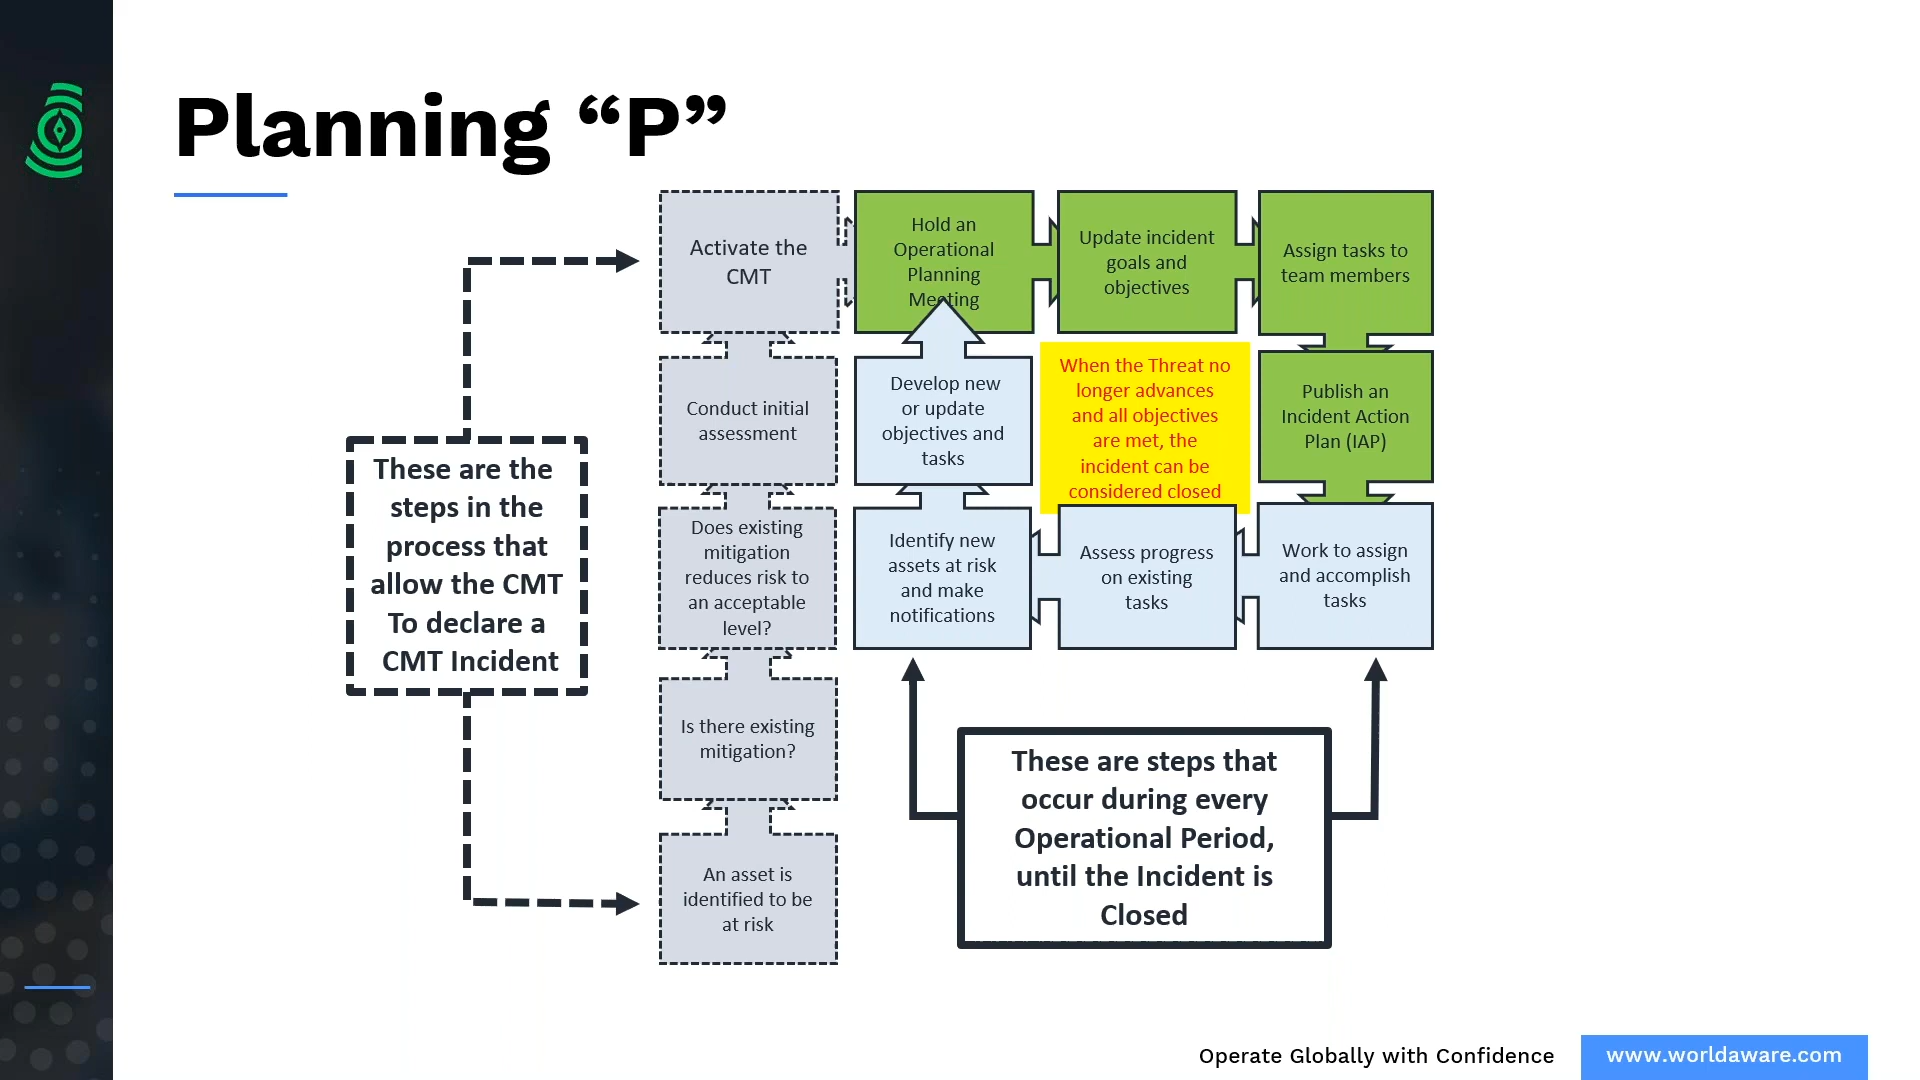 Planning “P”
These are the
steps in the
process that
allow the CMT
To declare a
CMT Incident
Activate the
CMT
Conduct initial
assessment
Does existing
mitigation
reduces risk to
an acceptable
level?
Is there existing
mitigation?
An asset is
identified to be
at risk
Hold an
Operational
Planning
Meeting
Update incident
goals and
objectives
Assign tasks to
team members
Develop new
or update
objectives and
tasks
When the Threat no
longer advances
and all objectives
are met, the
incident can be
considered closed
Publish an
Incident Action
Plan (IAP)
Identify new
assets at risk
and make
notifications
Assess progress
on existing
tasks
Work to assign
and accomplish
tasks
These are steps that
occur during every
Operational Period,
until the Incident is
Closed
Operate Globally with Confidence
www.worldaware.com